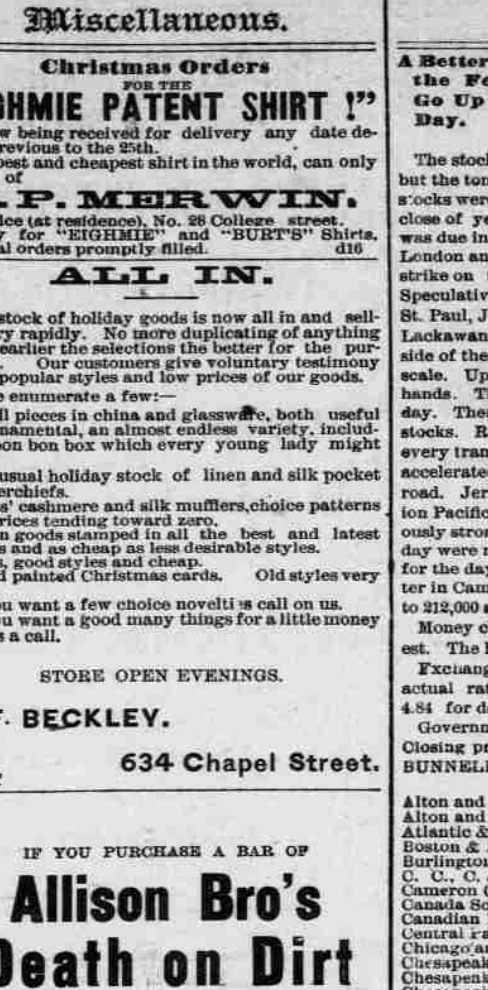 Miscellaneous.
Christmas Orders
FOR THE
GHMIE PATENT SHIRT !”
w being received for delivery any date de-
revious to the 25th.
best and cheapest shirt in the world, can only
of
. P. MERWIN.
ice (at residence), No. 28 College street.
y for “EIGHMIE” and “BURT'S” Shirts.
al orders promptly filled. d16
ALL IN.
stock of holiday goods is now all in and sell-
ry rapidly. No more duplicating of anything
earlier the selections the better for the pur-
. Our customers give voluntary testimony
popular styles and low prices of our goods.
e enumerate a few:—
ll pieces in china and glassware, both useful
namental, an almost endless variety, includ-
bon bon box which every young lady might
usual holiday stock of linen and silk pocket
erchiefs.
s' cashmere and silk mufflers, choice patterns
rices tending toward zero.
n goods stamped in all the best and latest
s and as cheap as less desirable styles.
s, good styles and cheap.
d painted Christmas cards. Old styles very
u want a few choice novelti s call on us.
u want a good many things for a little money
s a call.
STORE OPEN EVENINGS.
F. BECKLEY.
634 Chapel Street.
IF YOU PURCHASE A BAR OF
Allison Bro's
Death on Dirt
A Better
the Fe
Go Up
Day.
The stock
but the ton
stocks were
close of ye
was due in
London an
strike on
Speculativ
St. Paul, J
Lackawan
side of the
scale. Up
hands. T
day. The
stocks. R
every tran
accelerate
road. Jer
ion Pacific
ously stron
day were r
for the day
ter in Cam
to 212,000 s
Money c
est. The
Exchang
actual rat
4.84 for d
Governm
Closing pr
BUNNELL
Alton and
Alton and
Atlantic &
Boston &
Burlington
C. C., C.
Cameron C
Canada So
Canadian
Central Pa
Chicago an
Chesapeak
Chesapeak